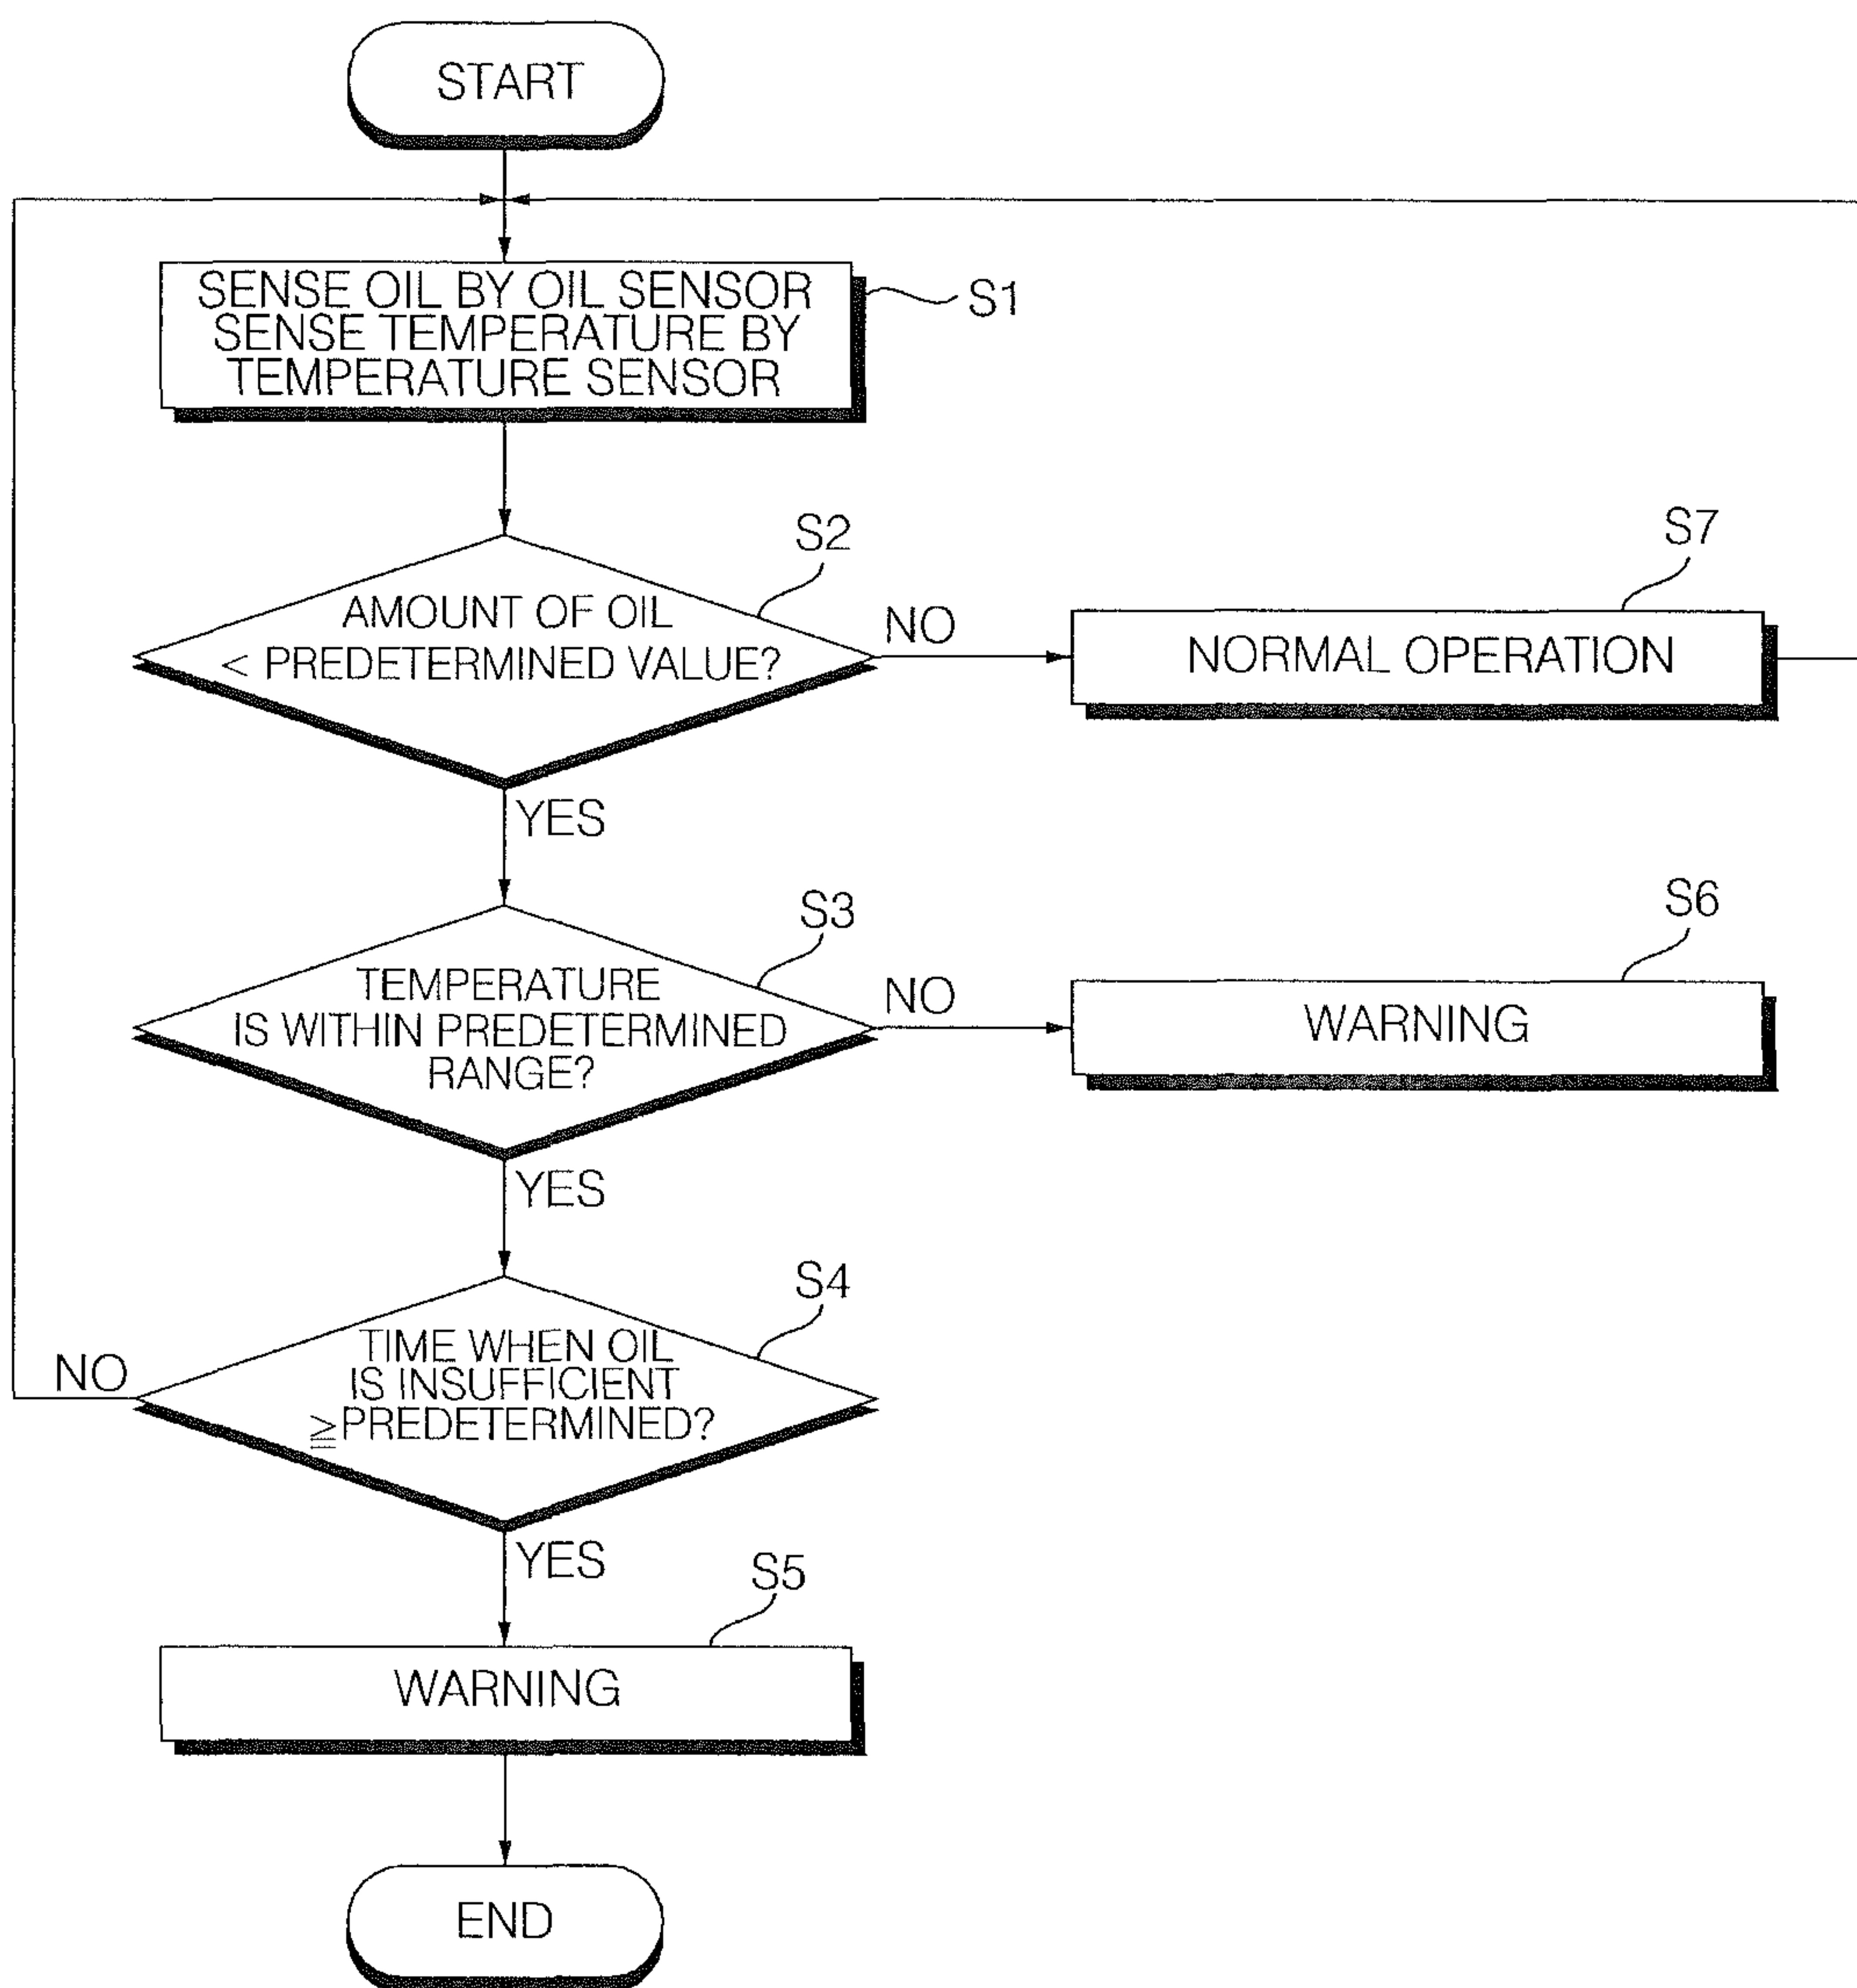 START
SENSE OIL BY OIL SENSOR
SENSE TEMPERATURE BY
TEMPERATURE SENSOR
S1
S2
AMOUNT OF OIL
< PREDETERMINED VALUE?
NO
S7
NORMAL OPERATION
YES
S3
TEMPERATURE
IS WITHIN PREDETERMINED
RANGE?
NO
S6
WARNING
YES
S4
TIME WHEN OIL
IS INSUFFICIENT
≧PREDETERMINED?
NO
YES
S5
WARNING
END